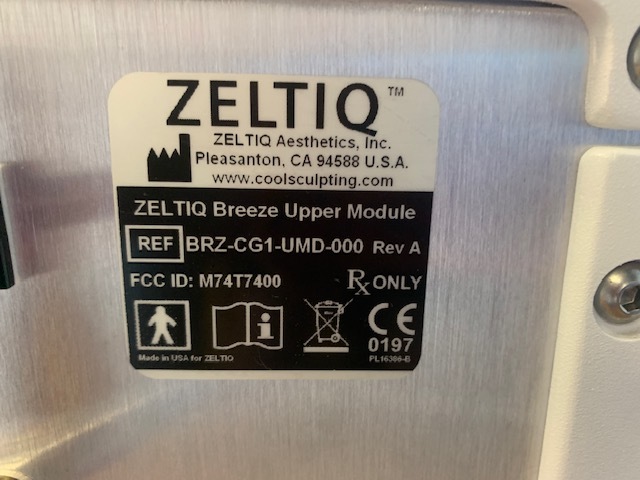 ZELTIQ™
ZELTIQ Aesthetics, Inc.
Pleasanton, CA 94588 U.S.A.
www.coolsculpting.com
ZELTIQ Breeze Upper Module
REF BRZ-CG1-UMD-000 Rev A
FCC ID: M74T7400 Rx ONLY
i
CE
0197
Made in USA for ZELTIQ PL16366-B